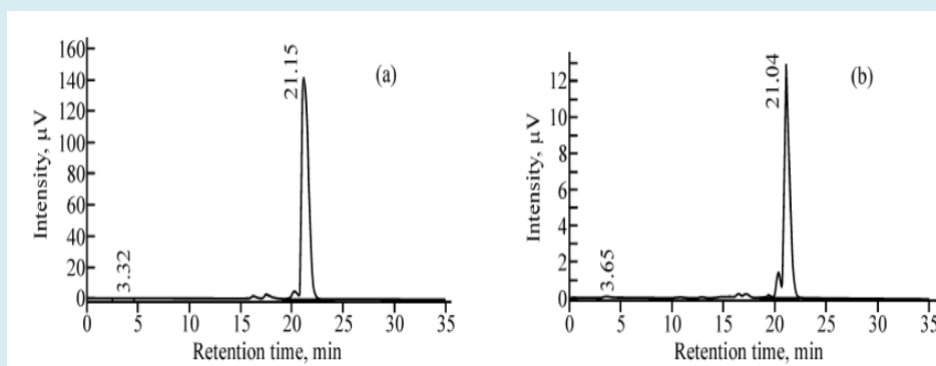 160
140
120
100
80
60
40
20
0
Intensity, μV
3.32
21.15
(a)
0 5 10 15 20 25 30 35
Retention time, min
12
10
8
6
4
2
0
Intensity, μV
3.65
21.04
(b)
0 5 10 15 20 25 30 35
Retention time, min